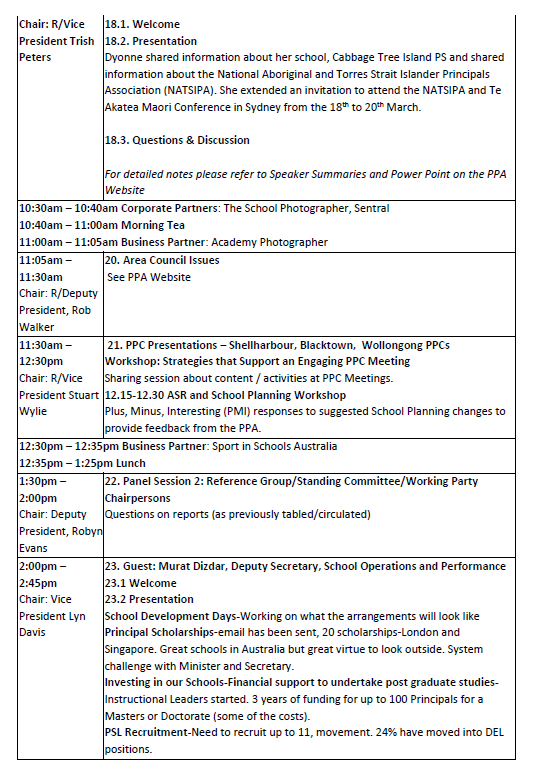 Chair: R/Vice
President Trish
Peters
18.1. Welcome
18.2. Presentation
Dyonne shared information about her school, Cabbage Tree Island PS and shared
information about the National Aboriginal and Torres Strait Islander Principals
Association (NATSIPA). She extended an invitation to attend the NATSIPA and Te
Akatea Maori Conference in Sydney from the 18th to 20th March.
18.3. Questions & Discussion
For detailed notes please refer to Speaker Summaries and Power Point on the PPA
Website
10:30am – 10:40am Corporate Partners: The School Photographer, Sentral
10:40am – 11:00am Morning Tea
11:00am – 11:05am Business Partner: Academy Photographer
11:05am –
11:30am
Chair: R/Deputy
President, Rob
Walker
20. Area Council Issues
See PPA Website
11:30am –
12:30pm
Chair: R/Vice
President Stuart
Wylie
21. PPC Presentations – Shellharbour, Blacktown, Wollongong PPCs
Workshop: Strategies that Support an Engaging PPC Meeting
Sharing session about content / activities at PPC Meetings.
12.15-12.30 ASR and School Planning Workshop
Plus, Minus, Interesting (PMI) responses to suggested School Planning changes to
provide feedback from the PPA.
12:30pm – 12:35pm Business Partner: Sport in Schools Australia
12:35pm – 1:25pm Lunch
1:30pm –
2:00pm
Chair: Deputy
President, Robyn
Evans
22. Panel Session 2: Reference Group/Standing Committee/Working Party
Chairpersons
Questions on reports (as previously tabled/circulated)
2:00pm –
2:45pm
Chair: Vice
President Lyn
Davis
23. Guest: Murat Dizdar, Deputy Secretary, School Operations and Performance
23.1 Welcome
23.2 Presentation
School Development Days-Working on what the arrangements will look like
Principal Scholarships-email has been sent, 20 scholarships-London and
Singapore. Great schools in Australia but great virtue to look outside. System
challenge with Minister and Secretary.
Investing in our Schools-Financial support to undertake post graduate studies-
Instructional Leaders started. 3 years of funding for up to 100 Principals for a
Masters or Doctorate (some of the costs).
PSL Recruitment-Need to recruit up to 11, movement. 24% have moved into DEL
positions.